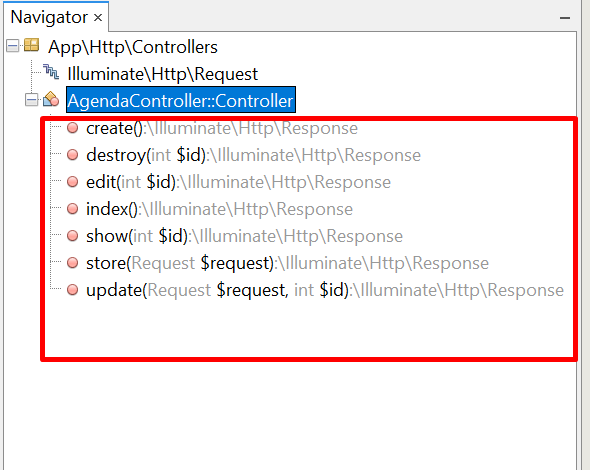 Navigator ×
App\Http\Controllers
Illuminate\Http\Request
AgendaController::Controller
create():\Illuminate\Http\Response
destroy(int $id):\Illuminate\Http\Response
edit(int $id):\Illuminate\Http\Response
index():\Illuminate\Http\Response
show(int $id):\Illuminate\Http\Response
store(Request $request):\Illuminate\Http\Response
update(Request $request, int $id):\Illuminate\Http\Response